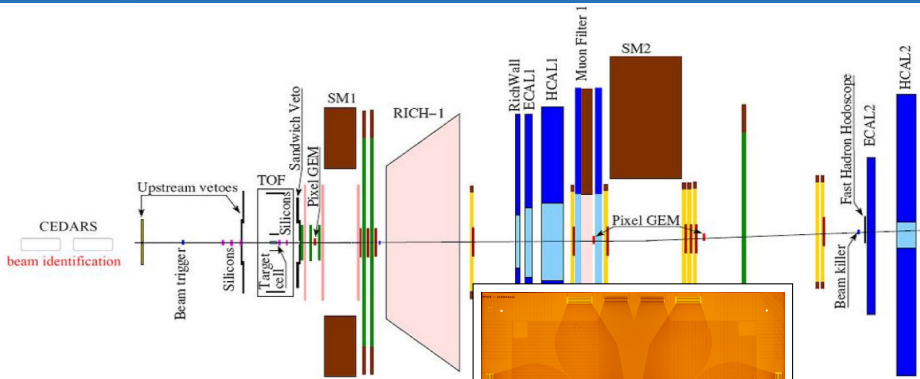 CEDARS
beam identification
Upstream vetoes
Beam trigger
Silicons
TOF
Target
cell
Silicons
Sandwich Veto
Pixel GEM
SM1
RICH-1
RichWall
ECAL1
HCAL1
Muon Filter 1
SM2
Pixel GEM
Beam killer
Fast Hadron Hodoscope
ECAL2
HCAL2